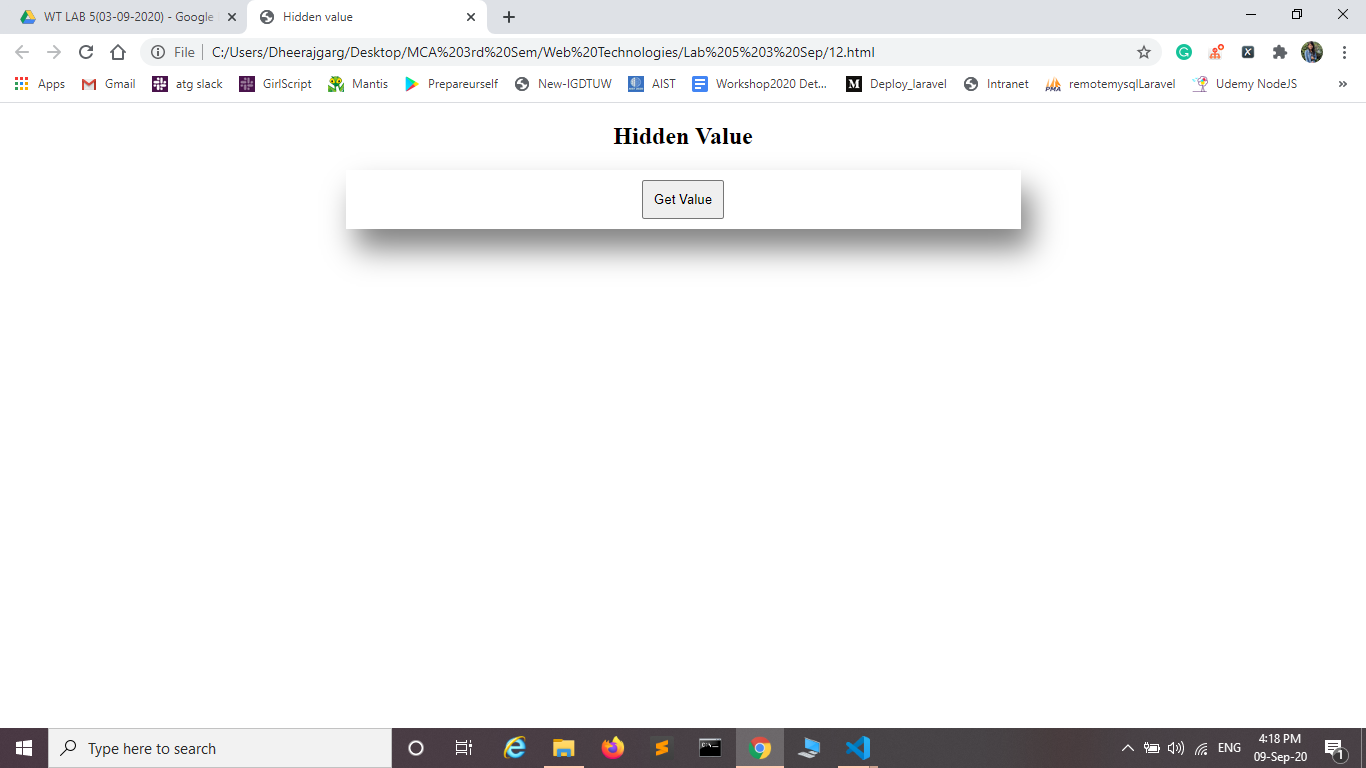 WT LAB 5(03-09-2020) - Google
Hidden value
File
C:/Users/Dheerajgarg/Desktop/MCA%203rd%20Sem/Web%20Technologies/Lab%205%203%20Sep/12.html
Apps Gmail atg slack GirlScript Mantis Prepareurself New-IGDTUW AIST Workshop2020 Det... Deploy_laravel Intranet remotemysqlLaravel Udemy NodeJS »
Hidden Value
Get Value
Type here to search
ENG
4:18 PM
09-Sep-20
1